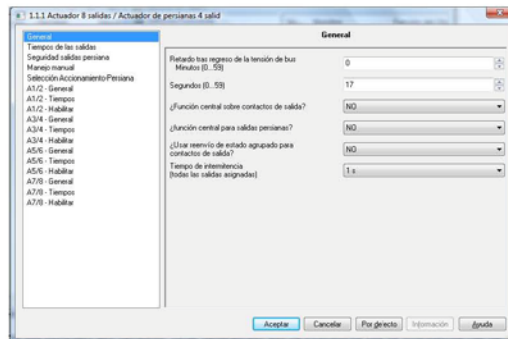 1.1.1 Actuador 8 salidas / Actuador de persianas 4 salid
General
Tiempos de las salidas
Seguridad salidas persiana
Manejo manual
Selección Accionamiento Persiana
A1/2 - General
A1/2 - Tiempos
A1/2 - Habilitar
A3/4 - General
A3/4 - Tiempos
A3/4 - Habilitar
A5/6 - General
A5/6 - Tiempos
A5/6 - Habilitar
A7/8 - General
A7/8 - Tiempos
A7/8 - Habilitar
General
Retardo tras regreso de la tensión de bus
Minutos (0...59)
0
Segundos (0...59)
17
¿Función central sobre contactos de salida?
NO
¿función central para salidas persianas?
NO
¿Usar reenvío de estado agrupado para
contactos de salida?
NO
Tiempo de intermitencia
(todas las salidas asignadas)
1 s
Aceptar
Cancelar
Por defecto
Información
Ayuda